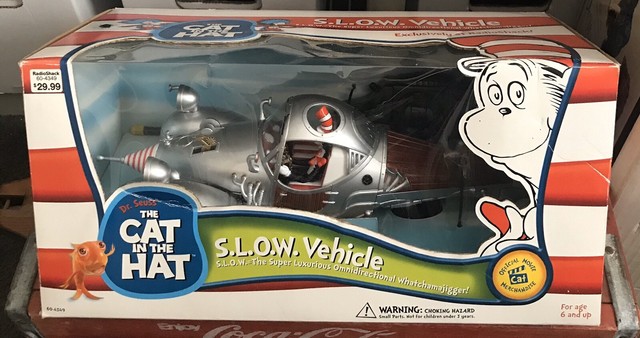 THE
CAT
IN THE
HAT
S.L.O.W. Vehicle
Exclusively at RadioShack!
RadioShack
60-4349
$29.99
Dr. Seuss'
THE
CAT
IN THE
HAT
S.L.O.W. Vehicle
S.L.O.W.- The Super Luxurious Omnidirectional Whatchamajigger!
OFFICIAL MOVIE
Cat
MERCHANDISE
60-4349
WARNING: CHOKING HAZARD
Small Parts. Not for children under 3 years.
For age
6 and up
Enjoy
Coca-Cola